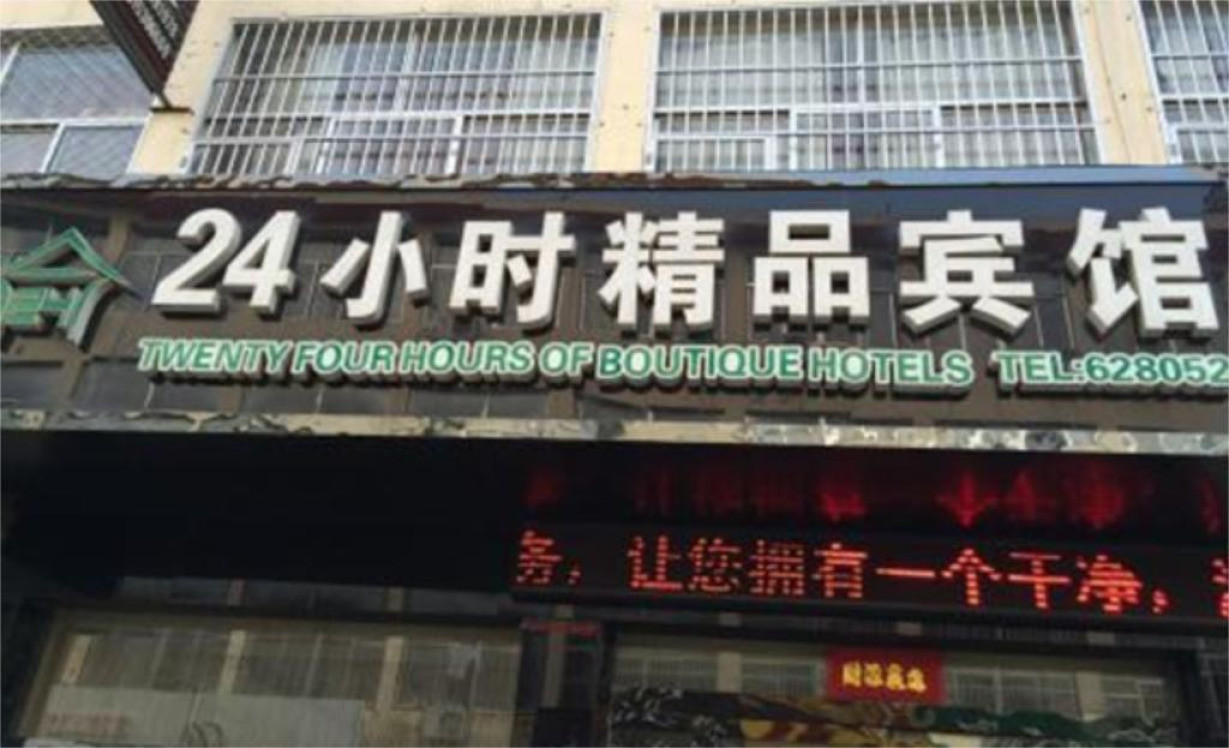 24小时精品宾馆
TWENTY FOUR HOURS OF BOUTIQUE HOTELS TEL:628052
务，让您拥有一个干净，